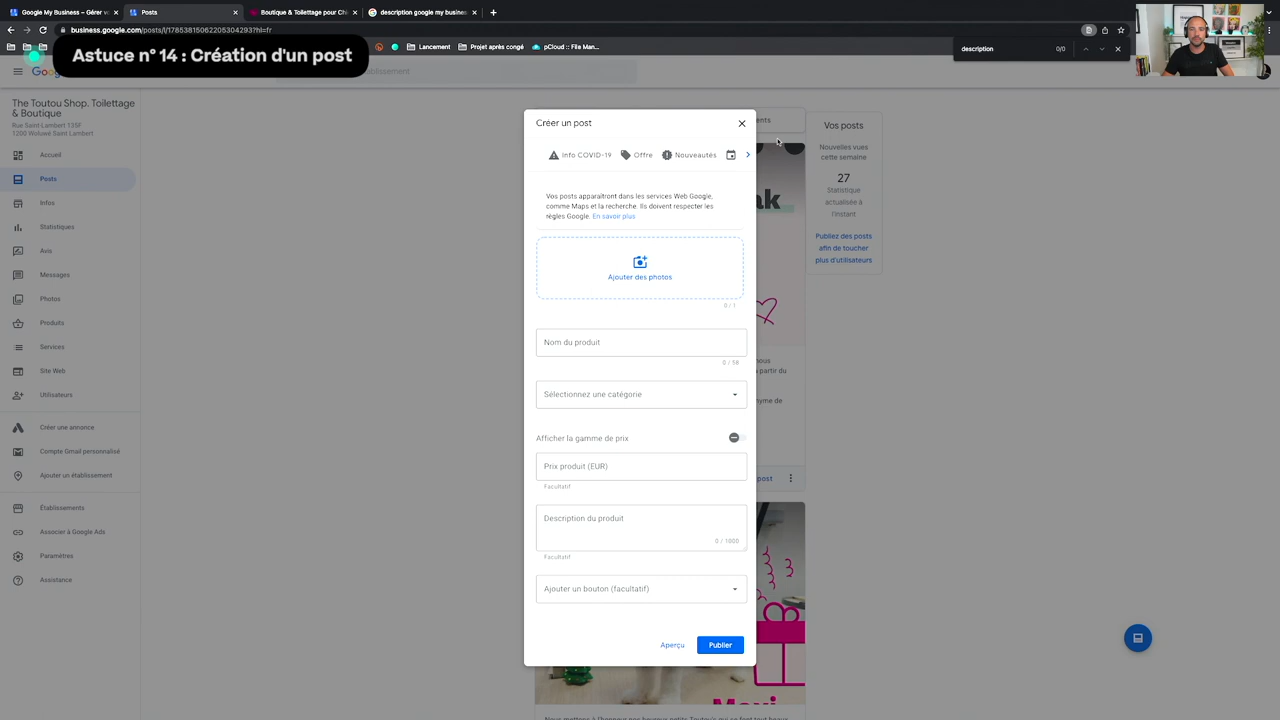 Google My Business – Gérer vo
Posts
Boutique & Toilettage pour Chi
description google my busines
business.google.com/posts/l/17853815062205304293?hl=fr
Lancement
Projet après congé
pCloud :: File Man...
description
0/0
Astuce n° 14 : Création d'un post
The Toutou Shop. Toilettage
& Boutique
Rue Saint-Lambert 135F
1200 Woluwé Saint Lambert
Accueil
Posts
Infos
Statistiques
Avis
Messages
Photos
Produits
Services
Site Web
Utilisateurs
Créer une annonce
Compte Gmail personnalisé
Ajouter un établissement
Établissements
Associer à Google Ads
Paramètres
Assistance
Créer un post
Info COVID-19
Offre
Nouveautés
Vos posts apparaîtront dans les services Web Google,
comme Maps et la recherche. Ils doivent respecter les
règles Google. En savoir plus
Ajouter des photos
0 / 1
Nom du produit
0 / 58
Sélectionnez une catégorie
Afficher la gamme de prix
Prix produit (EUR)
Facultatif
Description du produit
0 / 1000
Facultatif
Ajouter un bouton (facultatif)
Aperçu
Publier
Vos posts
Nouvelles vues
cette semaine
27
Statistique
actualisée à
l'instant
Publiez des posts
afin de toucher
plus d'utilisateurs
post